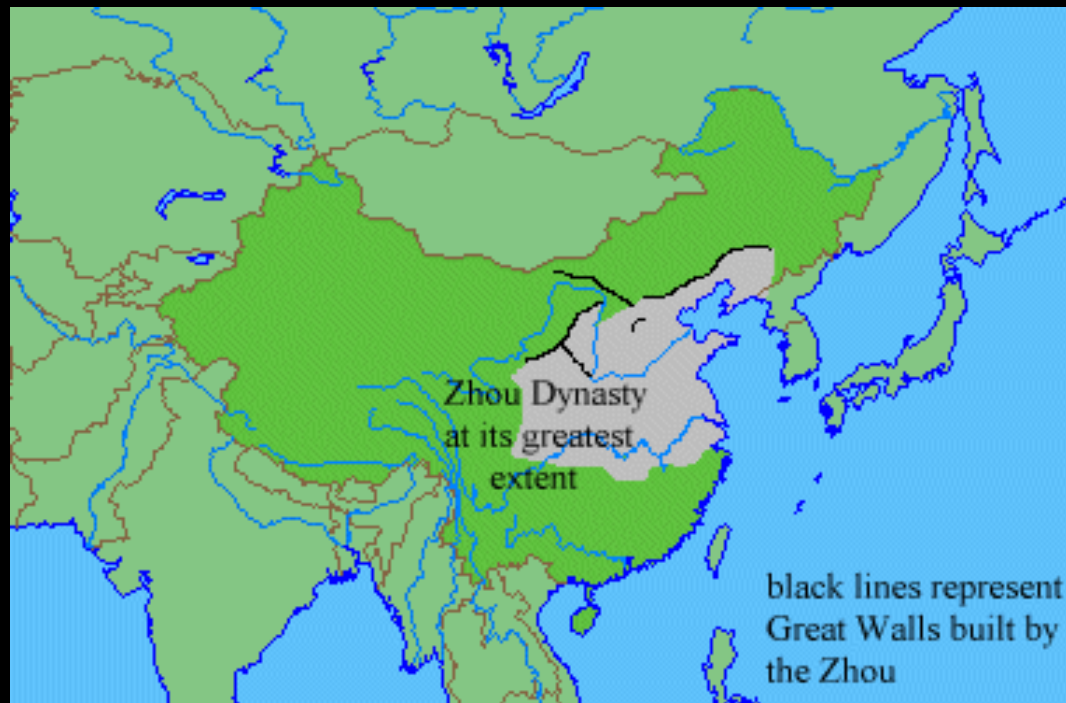 Zhou Dynasty
at its greatest
extent
black lines represent
Great Walls built by
the Zhou